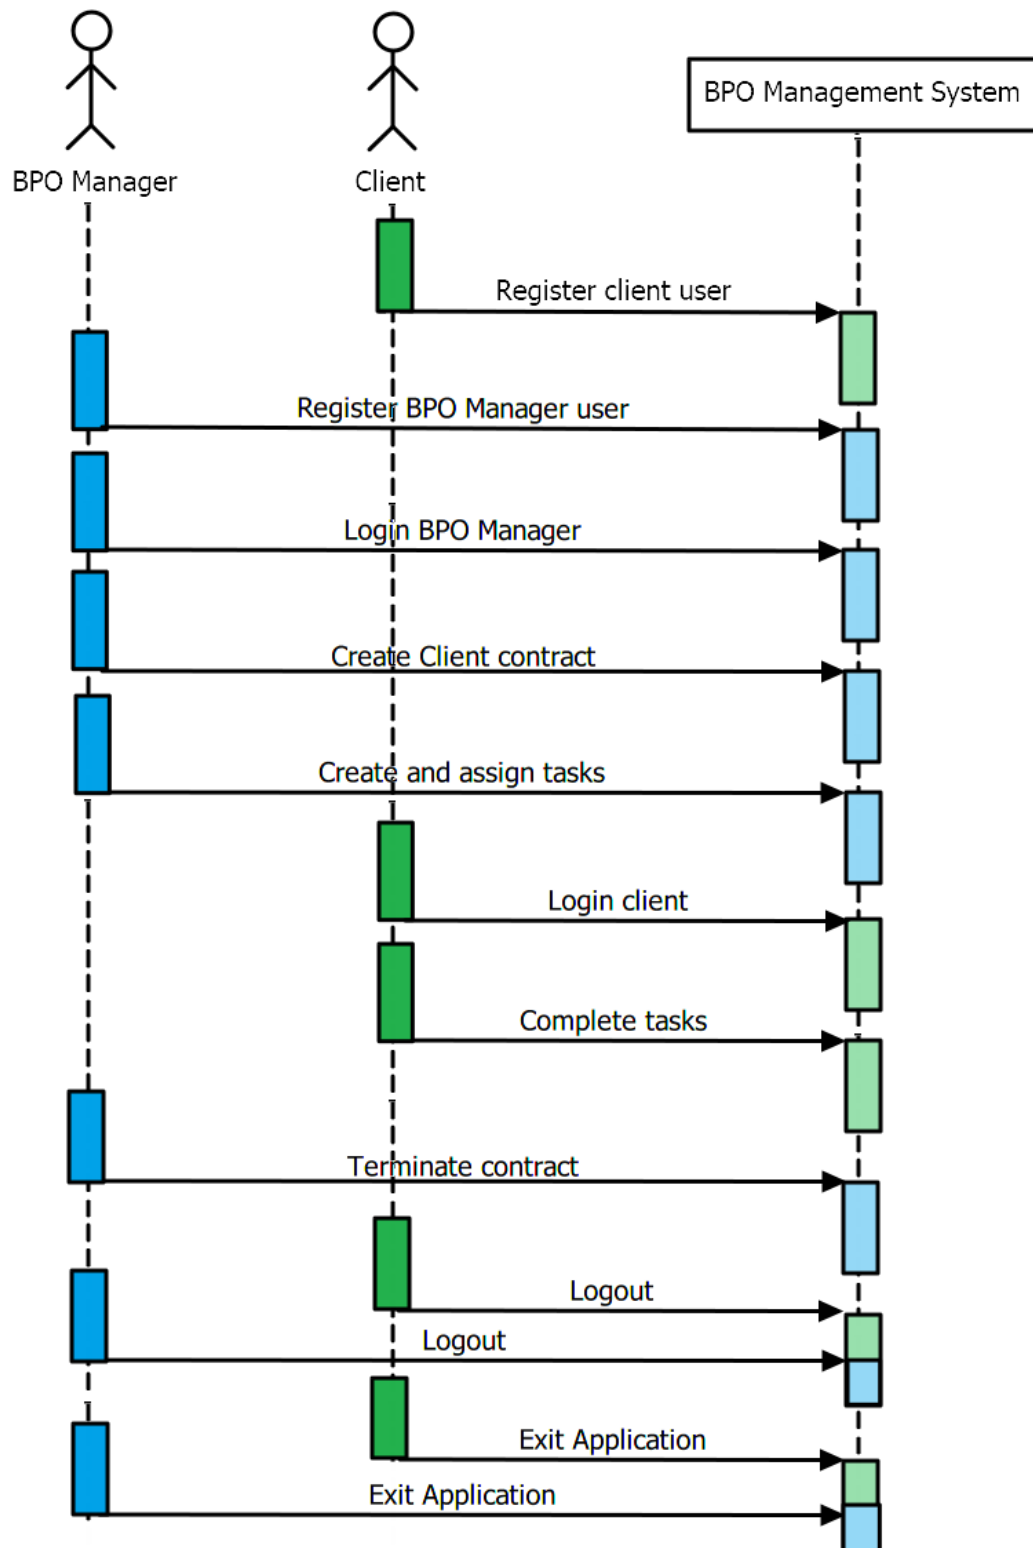 BPO Management System
BPO Manager
Client
Register client user
Register BPO Manager user
Login BPO Manager
Create Client contract
Create and assign tasks
Login client
Complete tasks
Terminate contract
Logout
Logout
Exit Application
Exit Application